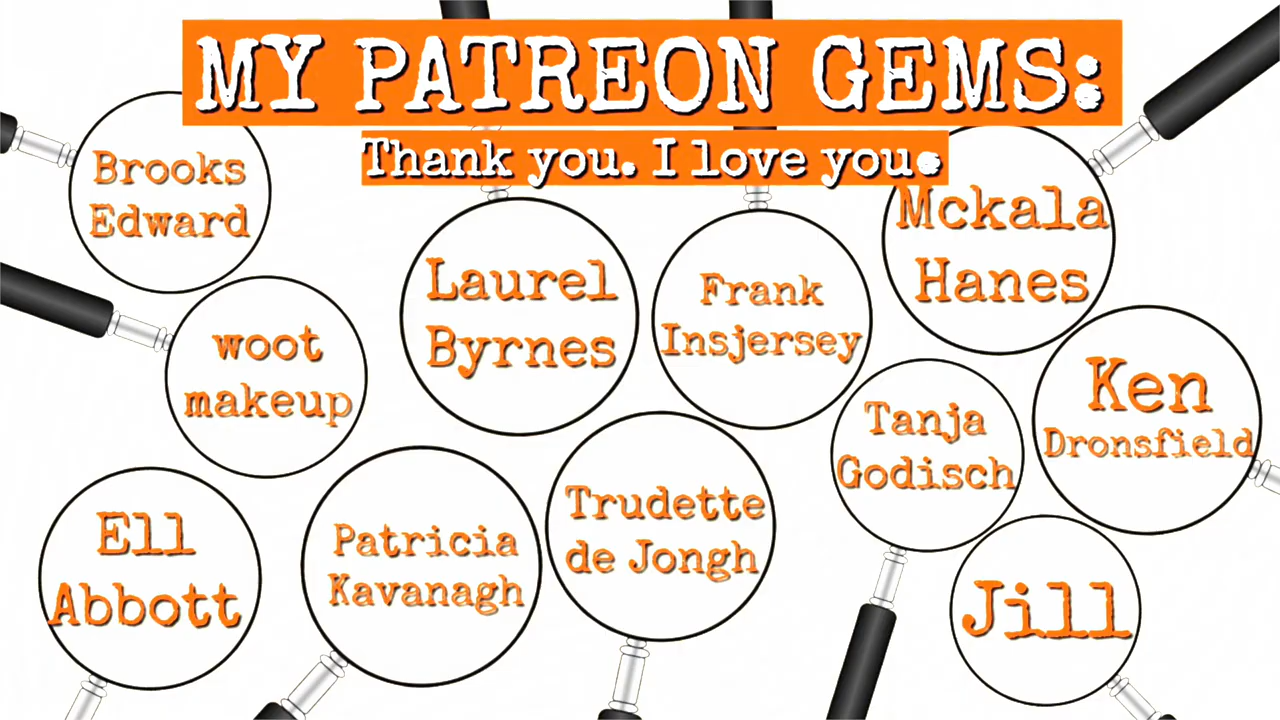 MY PATREON GEMS:
Thank you. I love you.
Brooks
Edward
woot
makeup
Laurel
Byrnes
Frank
Insjersey
Mckala
Hanes
Ken
Dronsfield
Tanja
Godisch
Ell
Abbott
Patricia
Kavanagh
Trudette
de Jongh
Jill